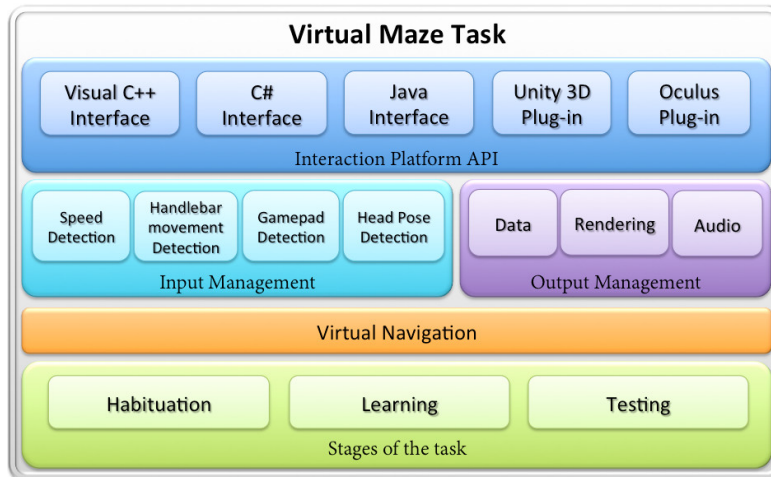 Virtual Maze Task
Visual C++
Interface
C#
Interface
Java
Interface
Unity 3D
Plug-in
Oculus
Plug-in
Interaction Platform API
Speed
Detection
Handlebar
movement
Detection
Gamepad
Detection
Head Pose
Detection
Input Management
Data
Rendering
Audio
Output Management
Virtual Navigation
Habituation
Learning
Testing
Stages of the task